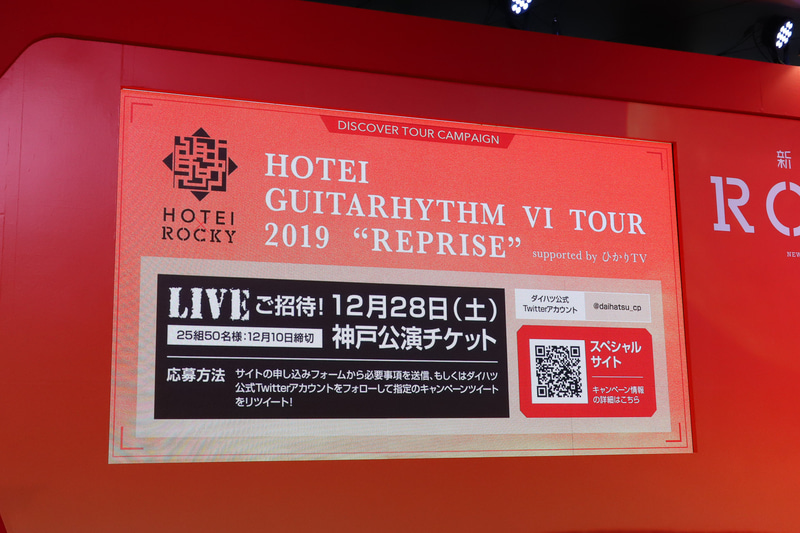 DISCOVER TOUR CAMPAIGN
HOTEI
ROCKY
HOTEI
GUITARHYTHM VI TOUR
2019 “REPRISE”
supported by ひかりTV
LIVEご招待! 12月28日(土)
25組50名様:12月10日締切
神戸公演チケット
応募方法
サイトの申し込みフォームから必要事項を送信、もしくはダイハツ
公式Twitterアカウントをフォローして指定のキャンペーンツイート
をリツイート!
ダイハツ公式
Twitterアカウント
@daihatsu_cp
スペシャル
サイト
キャンペーン情報
の詳細はこちら
新
RO
NEW